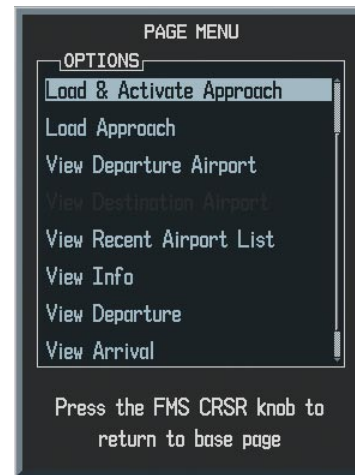 PAGE MENU
OPTIONS
Load & Activate Approach
Load Approach
View Departure Airport
View Destination Airport
View Recent Airport List
View Info
View Departure
View Arrival
Press the FMS CRSR knob to
return to base page